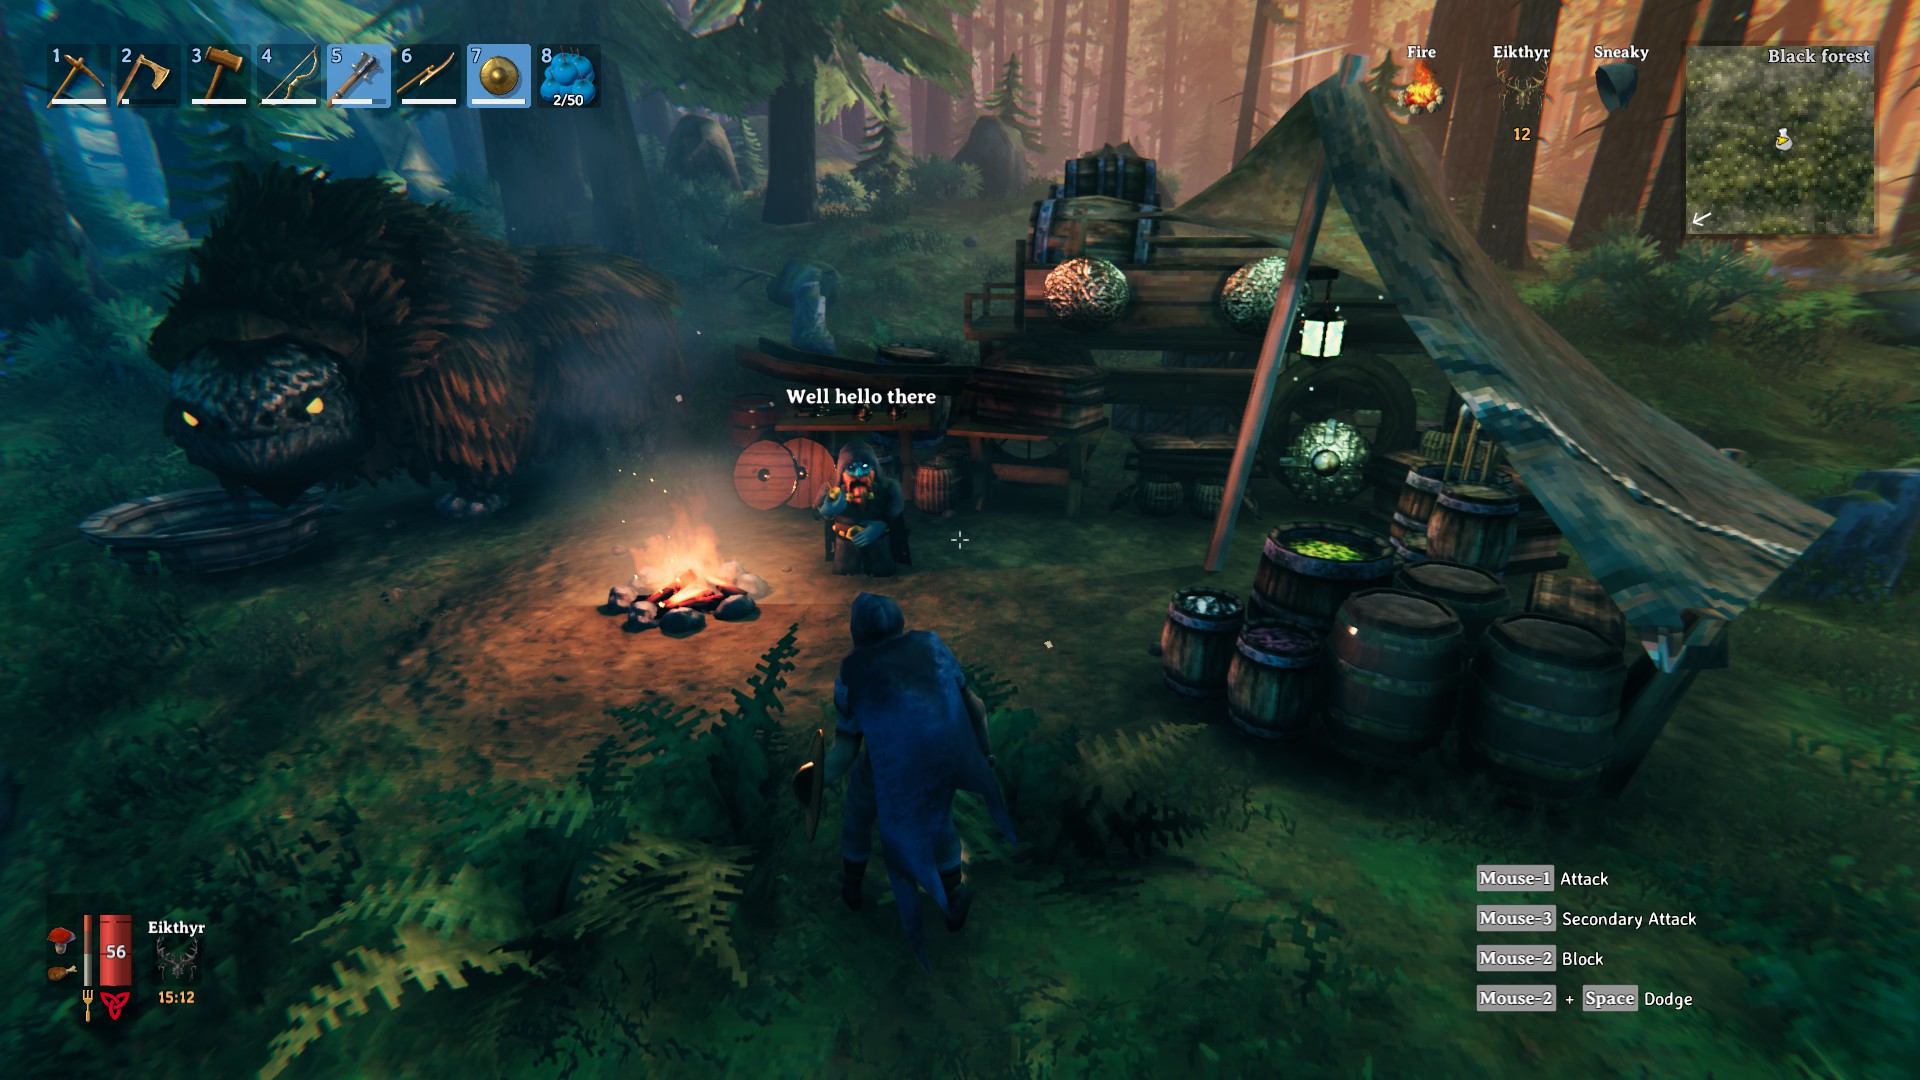 1 2 3 4 5 6 7 8
2/50
Fire Eikthyr Sneaky
12
Black forest
Well hello there
56
Eikthyr
15:12
Mouse-1 Attack
Mouse-3 Secondary Attack
Mouse-2 Block
Mouse-2 + Space Dodge